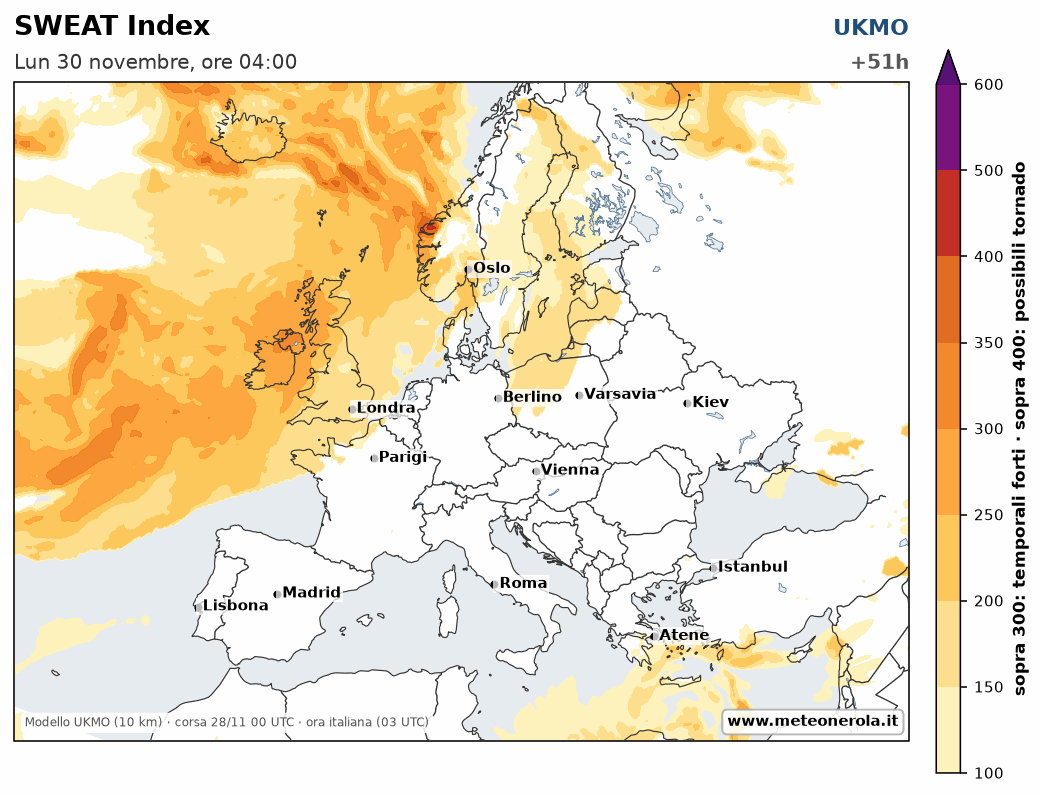 SWEAT Index
UKMO
Lun 30 novembre, ore 04:00
+51h
600
500
400
350
300
250
200
150
100
sopra 300: temporali forti · sopra 400: possibili tornado
Oslo
Berlino
Varsavia
Kiev
Londra
Parigi
Vienna
Istanbul
Roma
Madrid
Lisbona
Atene
Modello UKMO (10 km) · corsa 28/11 00 UTC · ora italiana (03 UTC)
www.meteonerola.it